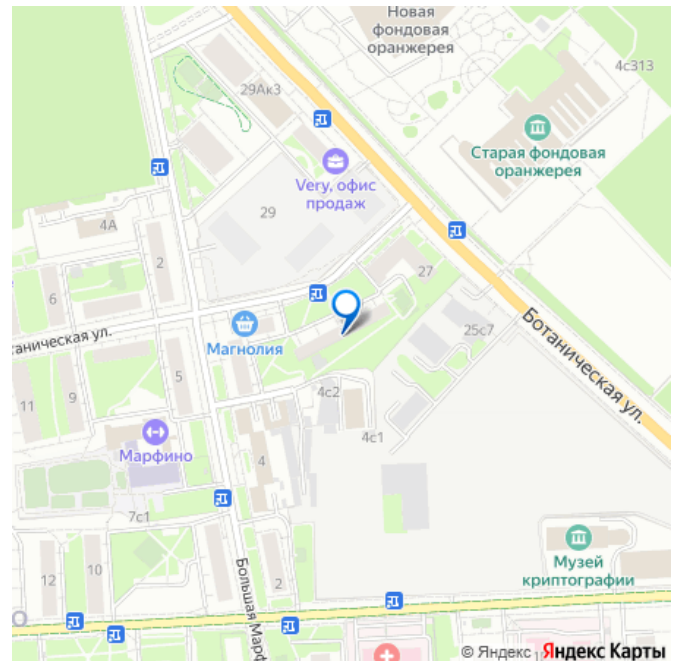 Новая
фондовая
оранжерея
4с313
29Ак3
Старая фондовая
оранжерея
Very, офис
продаж
29
4А
2
27
6
Ботаническая ул.
таническая ул.
Магнолия
25с7
5
9
11
4с2
4с1
Марфино
4
7с1
Большая Марф
Музей
криптографии
10
12
2
О
© Яндекс Яндекс Карты